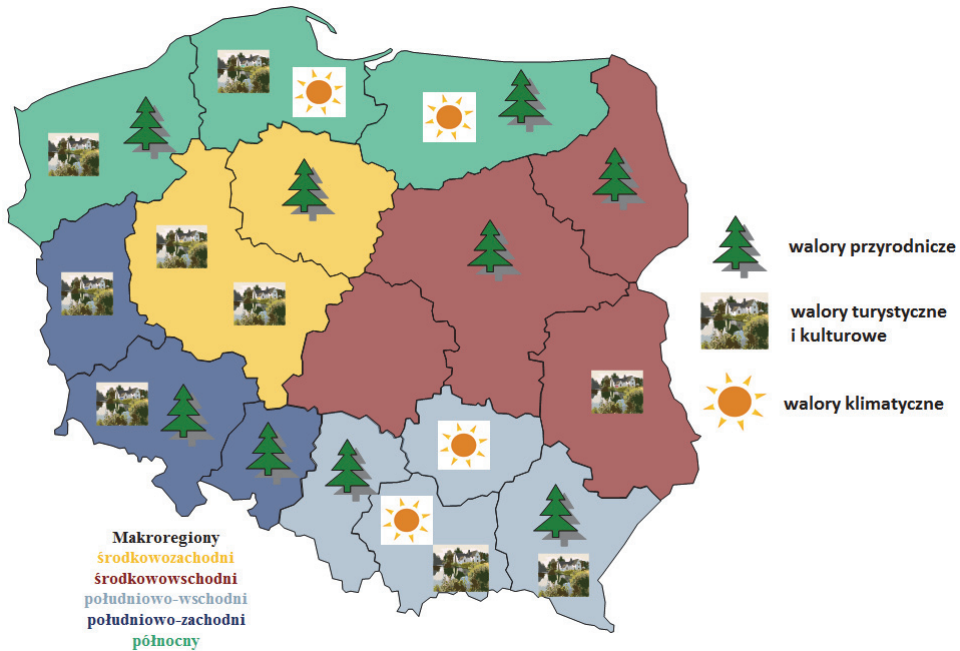 walory przyrodnicze
walory turystyczne
i kulturowe
walory klimatyczne
Makroregiony
środkowozachodni
środkowowschodni
południowo-wschodni
południowo-zachodni
północny